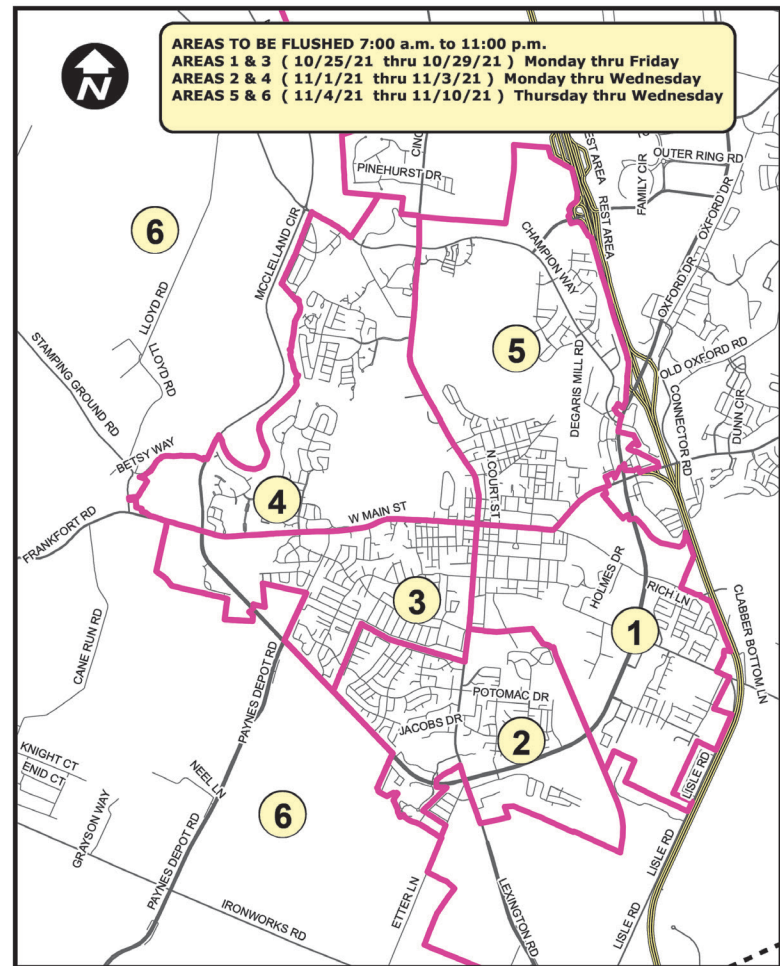 AREAS TO BE FLUSHED 7:00 a.m. to 11:00 p.m.
AREAS 1 & 3 ( 10/25/21 thru 10/29/21 ) Monday thru Friday
AREAS 2 & 4 ( 11/1/21 thru 11/3/21 ) Monday thru Wednesday
AREAS 5 & 6 ( 11/4/21 thru 11/10/21 ) Thursday thru Wednesday
N
PINEHURST DR
REST AREA
OUTER RING RD
FAMILY CIR
OXFORD DR
6
LLOYD RD
MCCLELLAND CIR
CHAMPION WAY
OXFORD DR
STAMPING GROUND RD
LLOYD RD
5
DEGARIS MILL RD
OLD OXFORD RD
CONNECTOR RD
DUNN CIR
BETSY WAY
N COURT ST
4
W MAIN ST
FRANKFORT RD
3
HOLMES DR
RICH LN
1
CLABBER BOTTOM LN
CANE RUN RD
PAYNES DEPOT RD
POTOMAC DR
JACOBS DR
2
KNIGHT CT
ENID CT
NEEL LN
LISLE RD
GRAYSON WAY
6
PAYNES DEPOT RD
IRONWORKS RD
ETTER LN
LEXINGTON RD
LISLE RD
LISLE RD